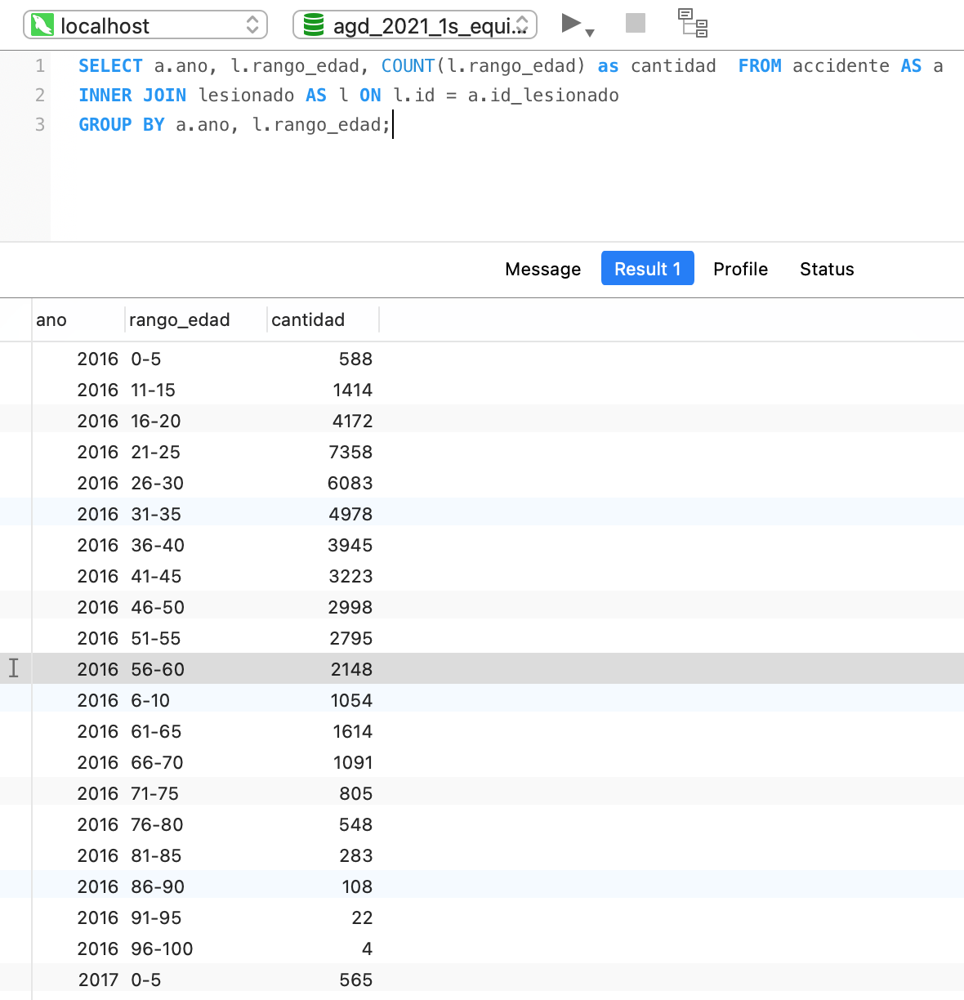 localhost
agd_2021_1s_equi...
1 SELECT a.ano, l.rango_edad, COUNT(l.rango_edad) as cantidad  FROM accidente AS a
2 INNER JOIN lesionado AS l ON l.id = a.id_lesionado
3 GROUP BY a.ano, l.rango_edad;
Message Result 1 Profile Status
ano rango_edad cantidad
2016 0-5 588
2016 11-15 1414
2016 16-20 4172
2016 21-25 7358
2016 26-30 6083
2016 31-35 4978
2016 36-40 3945
2016 41-45 3223
2016 46-50 2998
2016 51-55 2795
2016 56-60 2148
2016 6-10 1054
2016 61-65 1614
2016 66-70 1091
2016 71-75 805
2016 76-80 548
2016 81-85 283
2016 86-90 108
2016 91-95 22
2016 96-100 4
2017 0-5 565